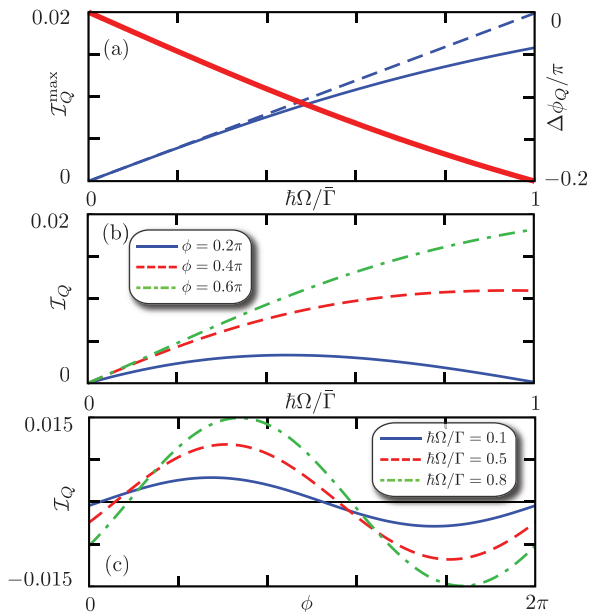 0.02
(a)
0
𝓘_Q^max
Δϕ_Q/π
0
−0.2
0
ℏΩ/Γ̄
1
0.02
(b)
ϕ = 0.2π
ϕ = 0.4π
ϕ = 0.6π
𝓘_Q
0
0
ℏΩ/Γ̄
1
0.015
ℏΩ/Γ̄ = 0.1
ℏΩ/Γ̄ = 0.5
ℏΩ/Γ̄ = 0.8
𝓘_Q
(c)
−0.015
0
ϕ
2π